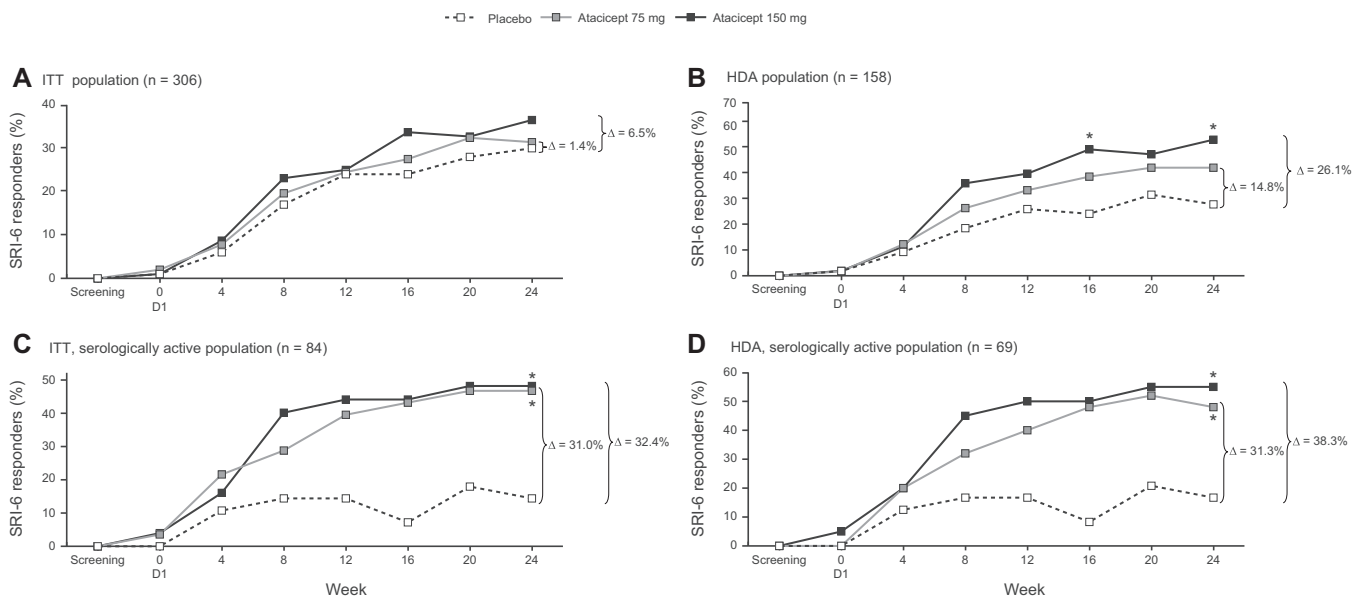 Placebo Atacicept 75 mg Atacicept 150 mg
A ITT population (n = 306)
SRI-6 responders (%)
40
30
20
10
0
Screening 0 4 8 12 16 20 24
D1
Δ = 1.4%
Δ = 6.5%
B HDA population (n = 158)
SRI-6 responders (%)
70
60
50
40
30
20
10
0
Screening 0 4 8 12 16 20 24
D1
* *
Δ = 14.8%
Δ = 26.1%
C ITT, serologically active population (n = 84)
SRI-6 responders (%)
50
40
30
20
10
0
Screening 0 4 8 12 16 20 24
D1
Week
*
*
Δ = 31.0%
Δ = 32.4%
D HDA, serologically active population (n = 69)
SRI-6 responders (%)
60
50
40
30
20
10
0
Screening 0 4 8 12 16 20 24
D1
Week
*
*
Δ = 31.3%
Δ = 38.3%